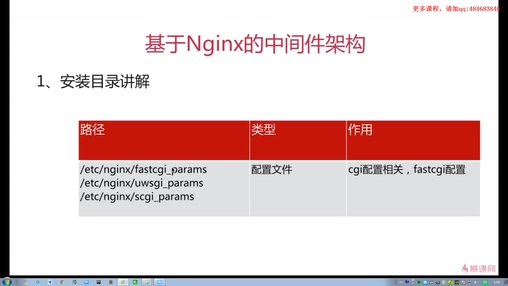 更多课程，请加qq:484683840
基于Nginx的中间件架构
1、安装目录讲解
路径 类型 作用
/etc/nginx/fastcgi_params 配置文件 cgi配置相关，fastcgi配置
/etc/nginx/uwsgi_params
/etc/nginx/scgi_params
慕课网